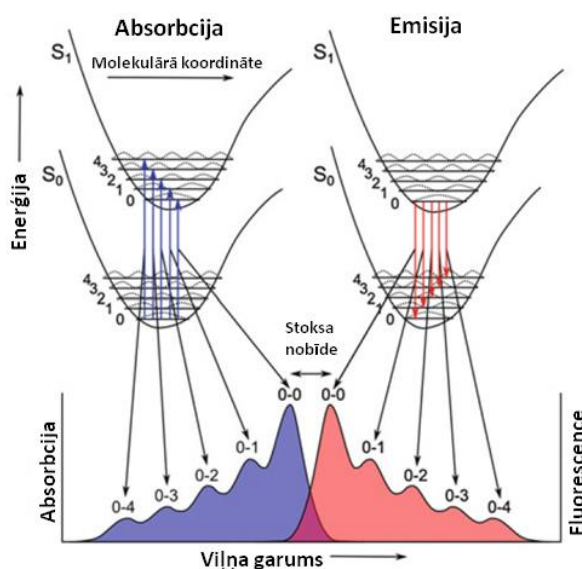 Absorbcija
Emisija
S1
Molekulārā koordināte
S1
Enerģija
4
3
2
1
0
4
3
2
1
0
S0
S0
4
3
2
1
0
4
3
2
1
0
Stoksa
nobīde
0-0
0-0
0-1
0-1
0-2
0-2
0-3
0-3
0-4
0-4
Absorbcija
Fluorescence
Viļņa garums